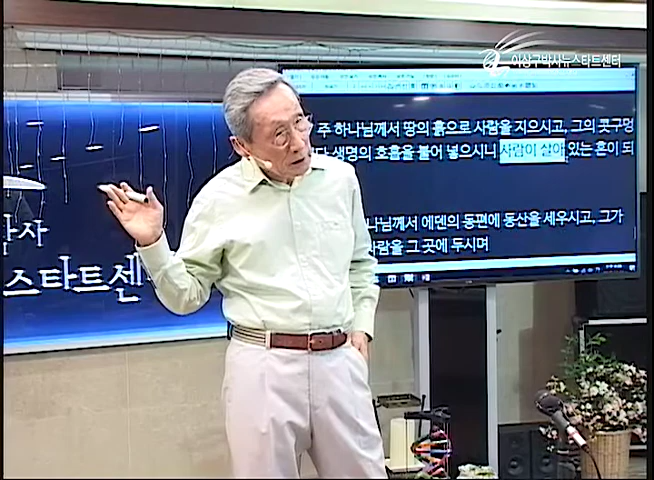 이상구박사뉴스타트센터
주 하나님께서 땅의 흙으로 사람을 지으시고, 그의 콧구멍
생명의 호흡을 불어 넣으시니 사람이 살아 있는 혼이 되
나님께서 에덴의 동편에 동산을 세우시고, 그가
사람을 그 곳에 두시며
박사
스타트센